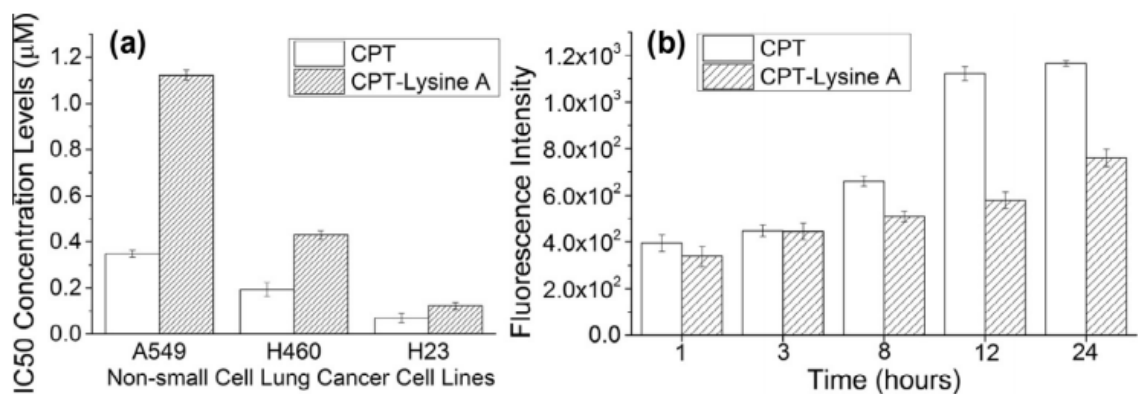 (a)
CPT
CPT-Lysine A
IC50 Concentration Levels (μM)
1.2
1.0
0.8
0.6
0.4
0.2
0.0
A549 H460 H23
Non-small Cell Lung Cancer Cell Lines
(b)
CPT
CPT-Lysine A
Fluorescence Intensity
1.2x10³
1.0x10³
8.0x10²
6.0x10²
4.0x10²
2.0x10²
0.0
1 3 8 12 24
Time (hours)